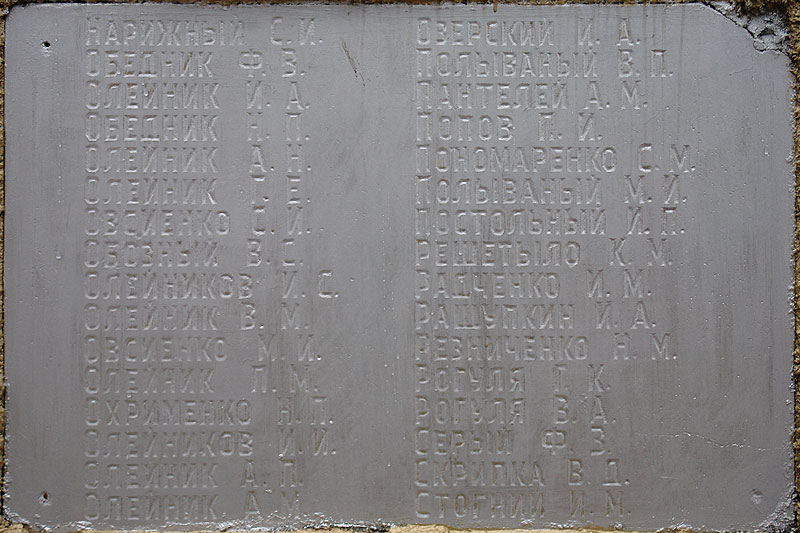 НАРИЖНЫЙ С. И.
ОБЕДНИК Ф. В.
ОЛЕЙНИК И. А.
ОБЕДНИК Н. П.
ОЛЕЙНИК А. Н.
ОЛЕЙНИК Г. Е.
ОВСИЕНКО С. И.
ОБОЗНЫЙ В. С.
ОЛЕЙНИКОВ И. С.
ОЛЕЙНИК В. М.
ОВСИЕНКО М. И.
ОЛЕЙНИК П. М.
ОХРИМЕНКО Н. П.
ОЛЕЙНИКОВ И. И.
ОЛЕЙНИК А. П.
ОЛЕЙНИК А. М.
ОЗЕРСКИЙ И. А.
ПОЛЫВАНЫЙ В. П.
ПАНТЕЛЕЙ А. М.
ПОПОВ П. И.
ПОНОМАРЕНКО С. М.
ПОЛЫВАНЫЙ М. И.
ПОСТОЛЬНЫЙ И. П.
РЕШЕТЫЛО К. М.
РАДЧЕНКО И. М.
РАЩУПКИН И. А.
РЕЗНИЧЕНКО Н. М.
РОГУЛЯ Г. К.
РОГУЛЯ В. А.
СЕРЫЙ Ф. З.
СКРИПКА В. Д.
СТОГНИЙ И. М.